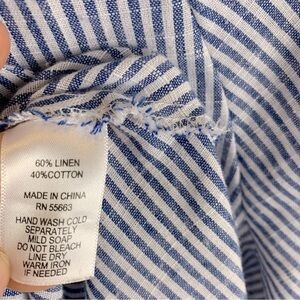 60% LINEN
40%COTTON
MADE IN CHINA
RN 55663
HAND WASH COLD
SEPARATELY
MILD SOAP
DO NOT BLEACH
LINE DRY
WARM IRON
IF NEEDED